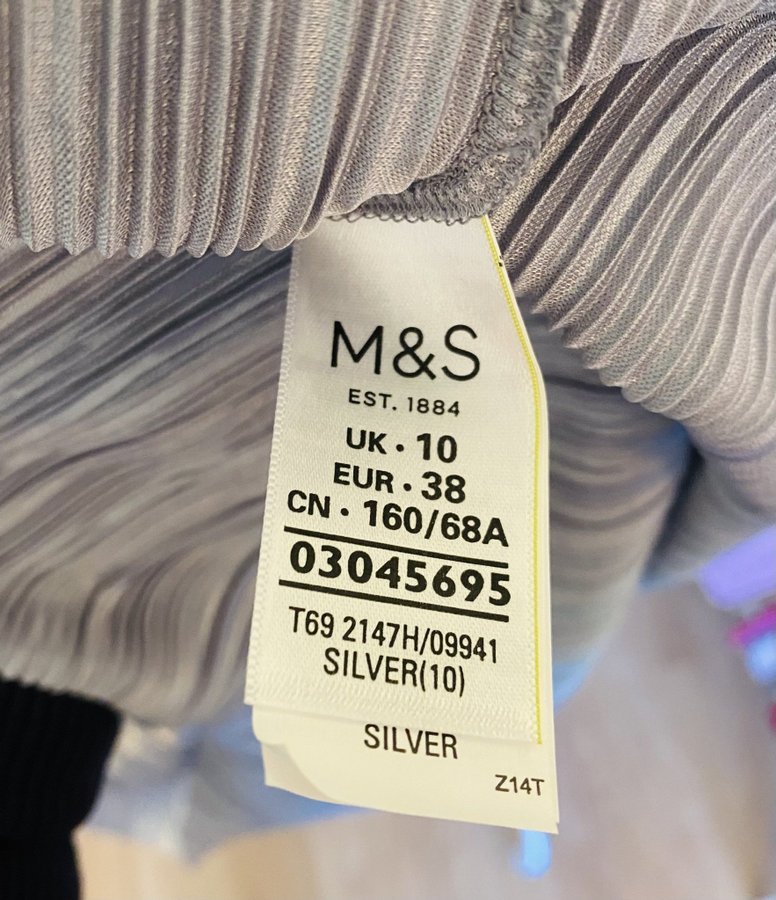 M&S
EST. 1884
UK · 10
EUR · 38
CN · 160/68A
03045695
T69 2147H/09941
SILVER(10)
SILVER
Z14T